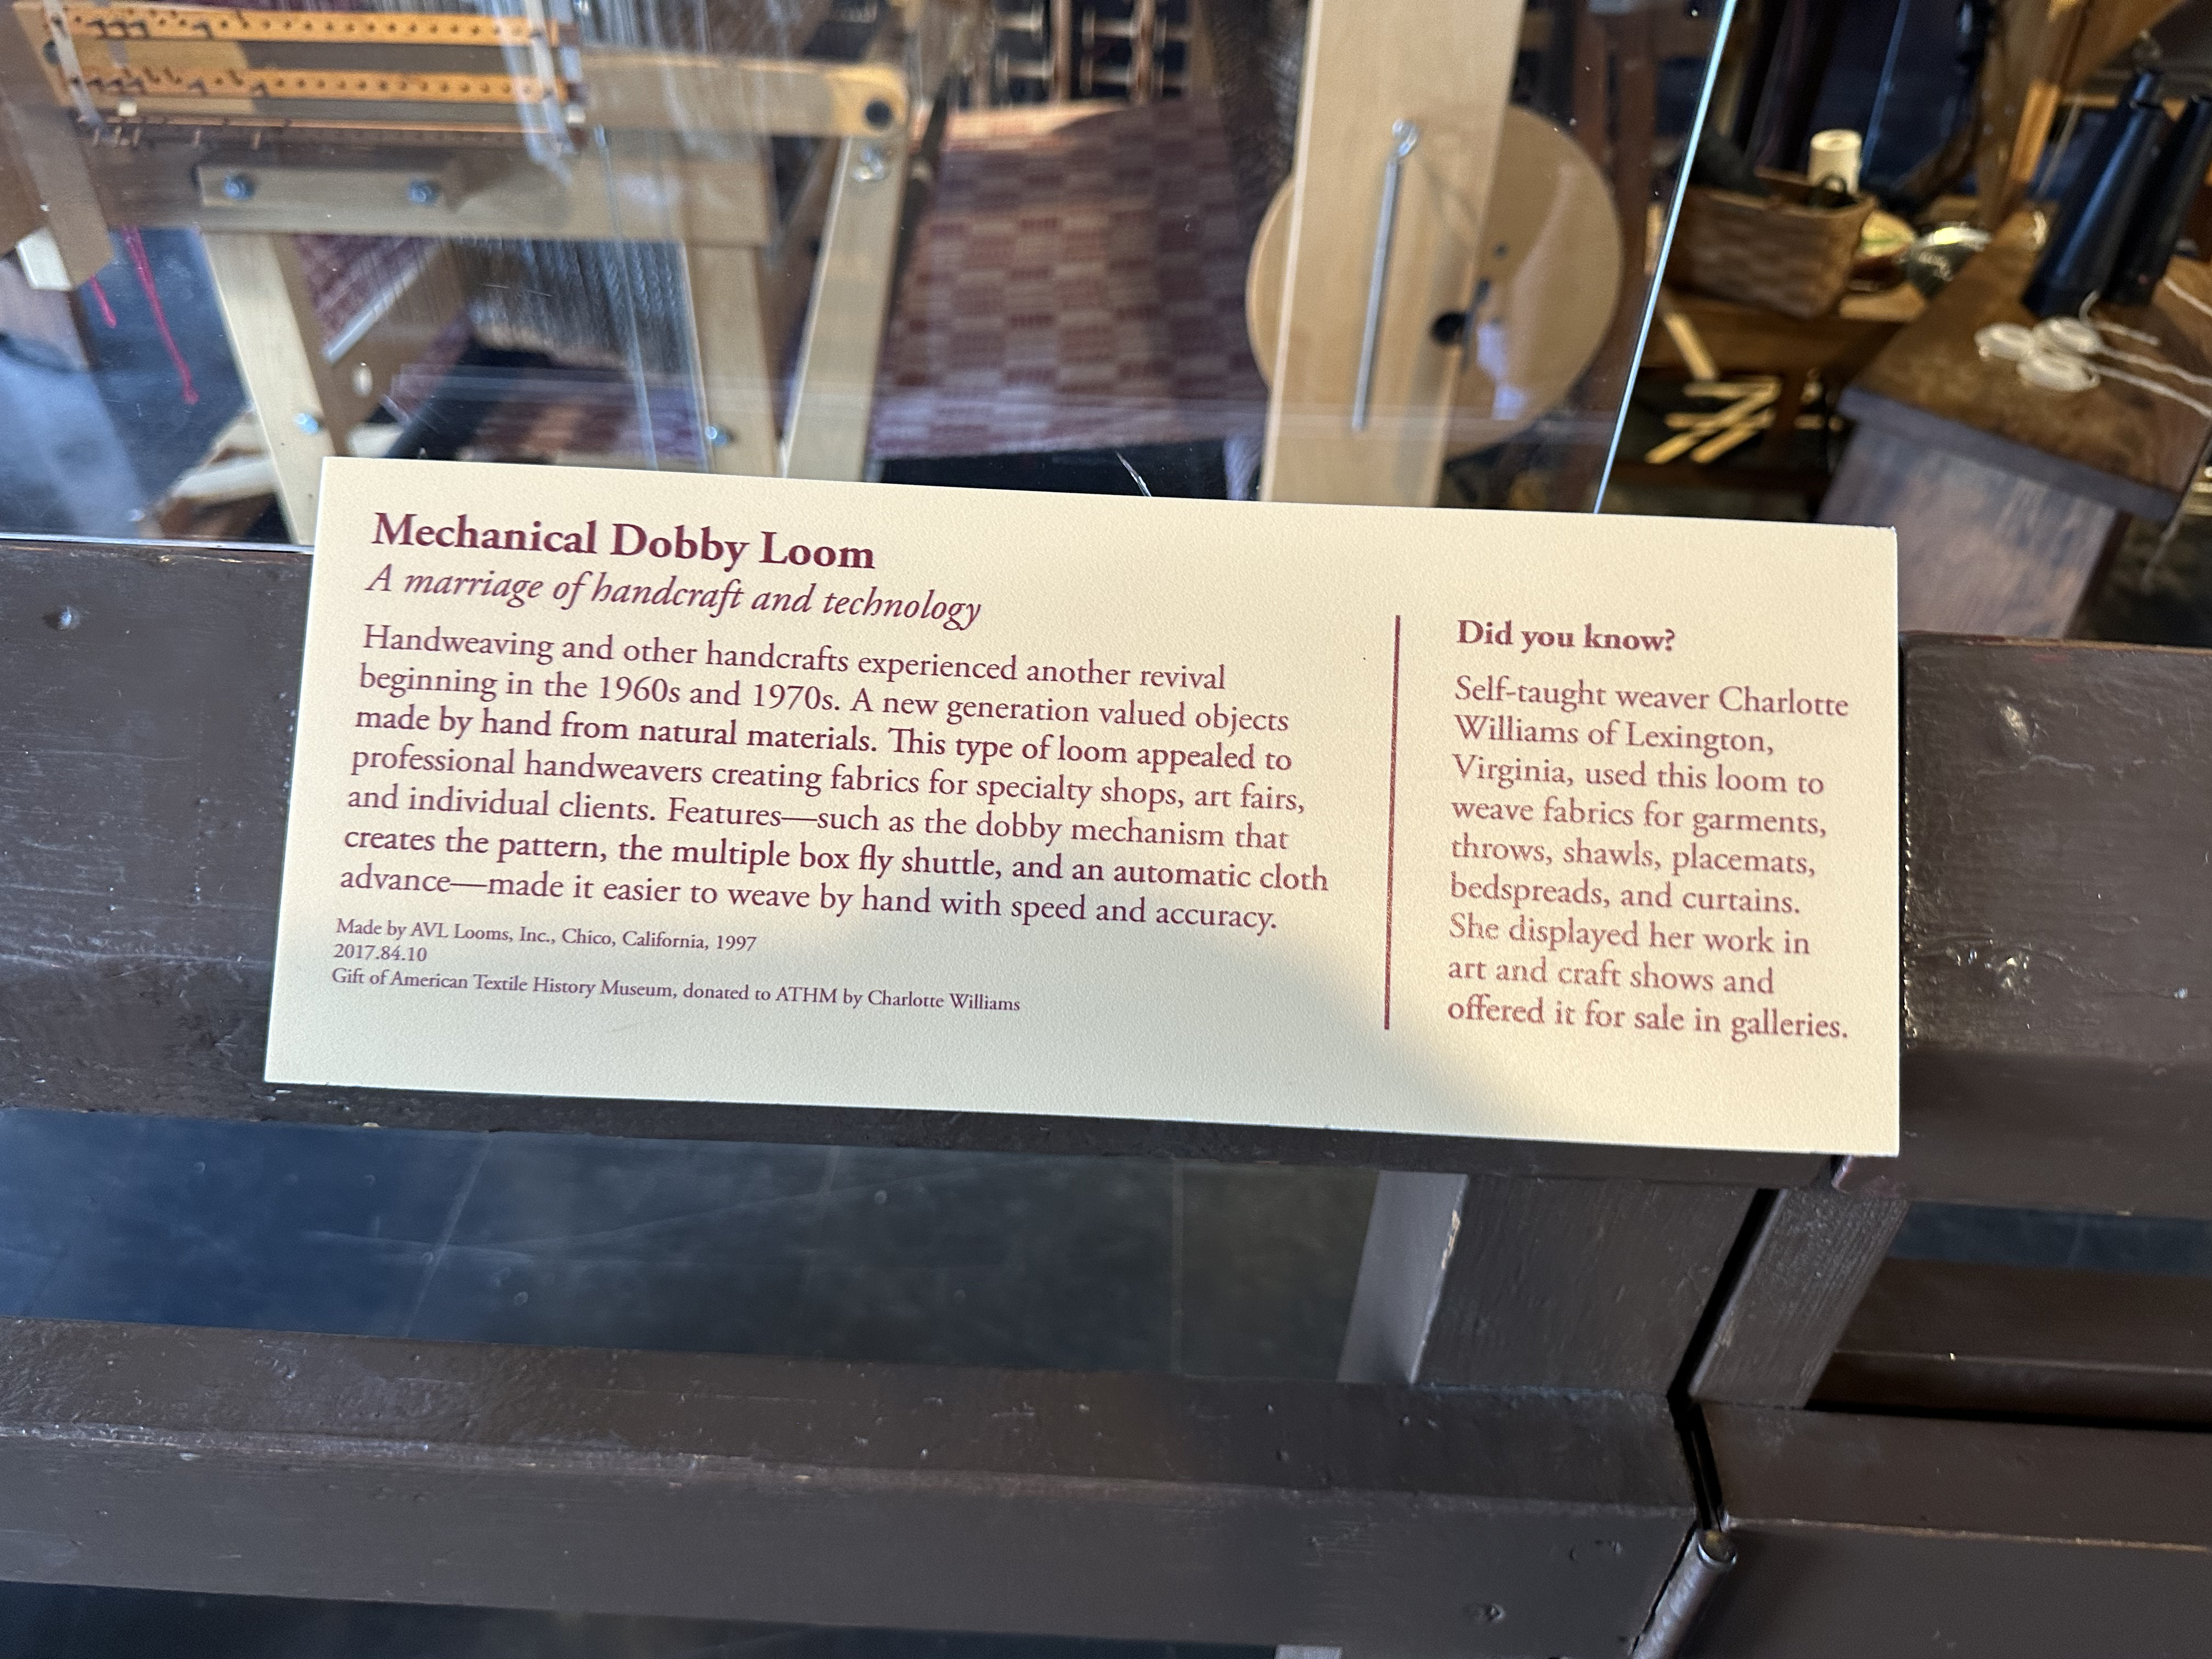 Mechanical Dobby Loom
A marriage of handcraft and technology
Handweaving and other handcrafts experienced another revival
beginning in the 1960s and 1970s. A new generation valued objects
made by hand from natural materials. This type of loom appealed to
professional handweavers creating fabrics for specialty shops, art fairs,
and individual clients. Features—such as the dobby mechanism that
creates the pattern, the multiple box fly shuttle, and an automatic cloth
advance—made it easier to weave by hand with speed and accuracy.
Made by AVL Looms, Inc., Chico, California, 1997
2017.84.10
Gift of American Textile History Museum, donated to ATHM by Charlotte Williams
Did you know?
Self-taught weaver Charlotte
Williams of Lexington,
Virginia, used this loom to
weave fabrics for garments,
throws, shawls, placemats,
bedspreads, and curtains.
She displayed her work in
art and craft shows and
offered it for sale in galleries.